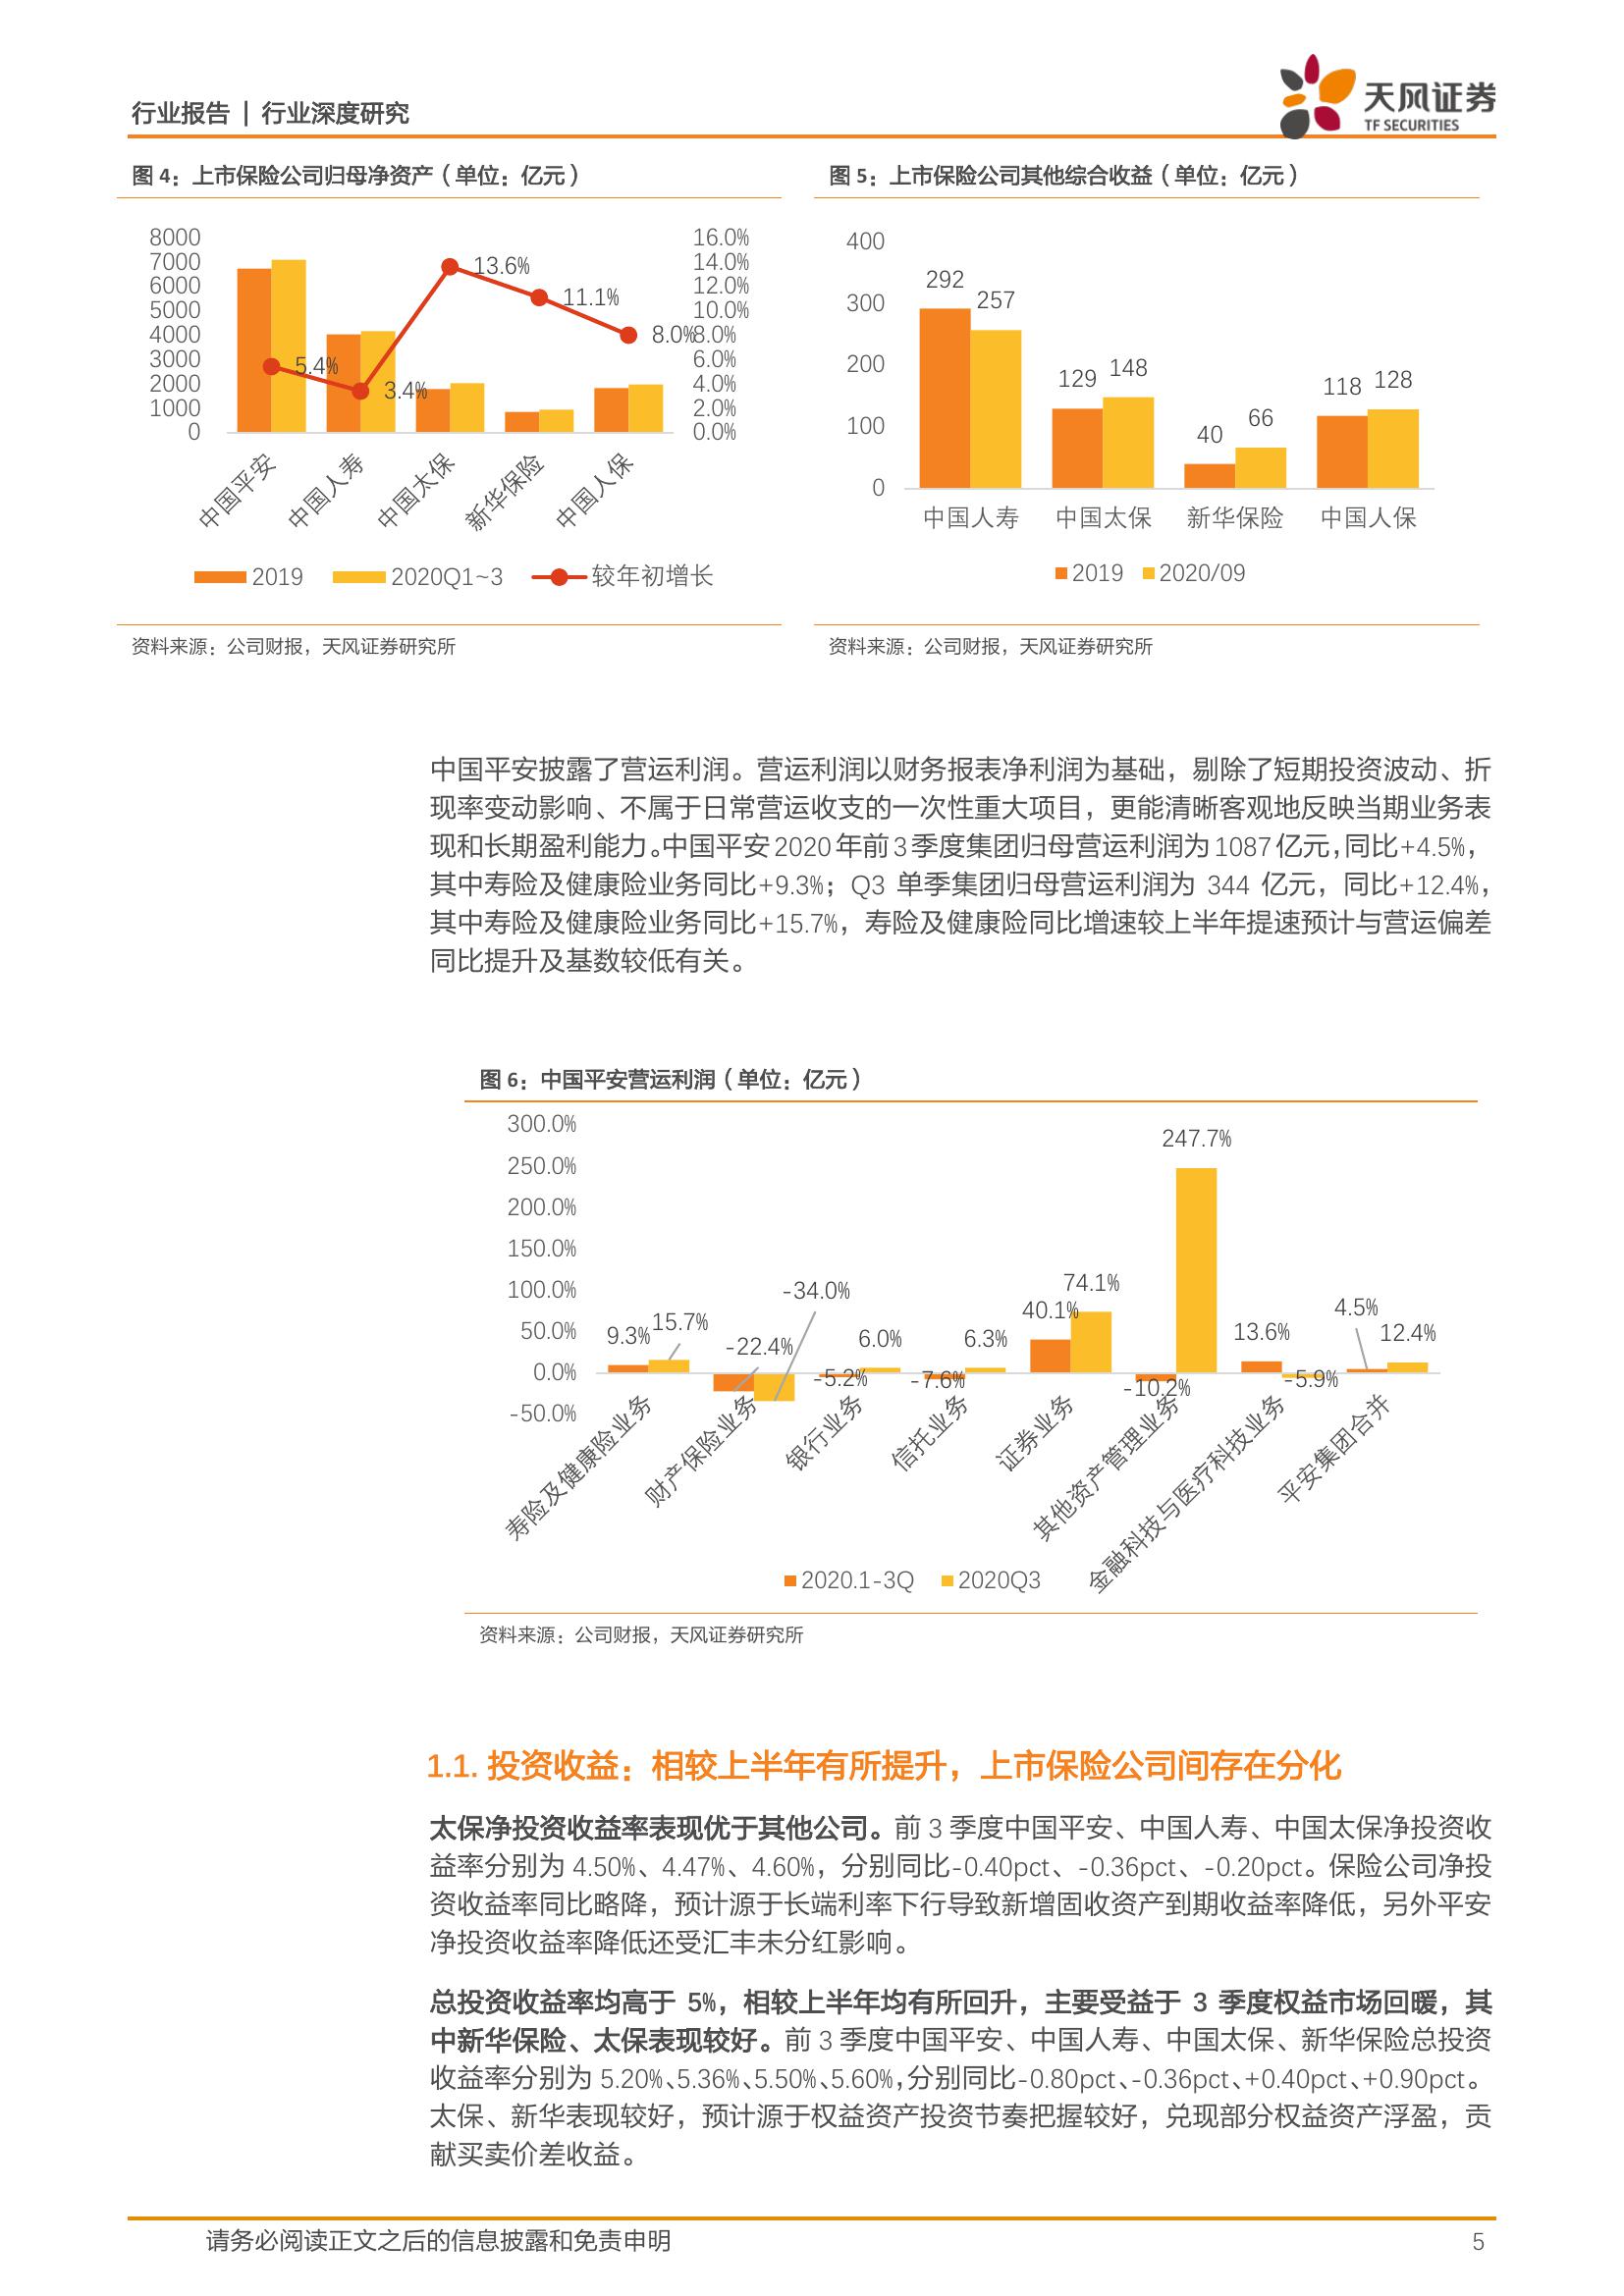 行业报告 | 行业深度研究
天风证券
TF SECURITIES
图 4：上市保险公司归母净资产（单位：亿元）
8000
7000
6000
5000
4000
3000
2000
1000
0
16.0%
14.0%
12.0%
10.0%
8.0%
6.0%
4.0%
2.0%
0.0%
5.4%
3.4%
13.6%
11.1%
8.0%
中国平安
中国人寿
中国太保
新华保险
中国人保
2019 2020Q1~3 较年初增长
资料来源：公司财报，天风证券研究所
图 5：上市保险公司其他综合收益（单位：亿元）
400
300
200
100
0
292
257
129
148
40
66
118
128
中国人寿 中国太保 新华保险 中国人保
2019 2020/09
资料来源：公司财报，天风证券研究所
中国平安披露了营运利润。营运利润以财务报表净利润为基础，剔除了短期投资波动、折
现率变动影响、不属于日常营运收支的一次性重大项目，更能清晰客观地反映当期业务表
现和长期盈利能力。中国平安 2020 年前 3 季度集团归母营运利润为 1087 亿元，同比+4.5%，
其中寿险及健康险业务同比+9.3%；Q3 单季集团归母营运利润为 344 亿元，同比+12.4%，
其中寿险及健康险业务同比+15.7%，寿险及健康险同比增速较上半年提速预计与营运偏差
同比提升及基数较低有关。
图 6：中国平安营运利润（单位：亿元）
300.0%
250.0%
200.0%
150.0%
100.0%
50.0%
0.0%
-50.0%
9.3%
15.7%
-22.4%
-34.0%
-5.2%
6.0%
-7.6%
6.3%
40.1%
74.1%
-10.2%
247.7%
13.6%
-5.9%
4.5%
12.4%
寿险及健康险业务
财产保险业务
银行业务
信托业务
证券业务
其他资产管理业务
金融科技与医疗科技业务
平安集团合并
2020.1-3Q 2020Q3
资料来源：公司财报，天风证券研究所
1.1. 投资收益：相较上半年有所提升，上市保险公司间存在分化
太保净投资收益率表现优于其他公司。前 3 季度中国平安、中国人寿、中国太保净投资收
益率分别为 4.50%、4.47%、4.60%，分别同比-0.40pct、-0.36pct、-0.20pct。保险公司净投
资收益率同比略降，预计源于长端利率下行导致新增固收资产到期收益率降低，另外平安
净投资收益率降低还受汇丰未分红影响。
总投资收益率均高于 5%，相较上半年均有所回升，主要受益于 3 季度权益市场回暖，其
中新华保险、太保表现较好。前 3 季度中国平安、中国人寿、中国太保、新华保险总投资
收益率分别为 5.20%、5.36%、5.50%、5.60%，分别同比-0.80pct、-0.36pct、+0.40pct、+0.90pct。
太保、新华表现较好，预计源于权益资产投资节奏把握较好，兑现部分权益资产浮盈，贡
献买卖价差收益。
请务必阅读正文之后的信息披露和免责申明
5